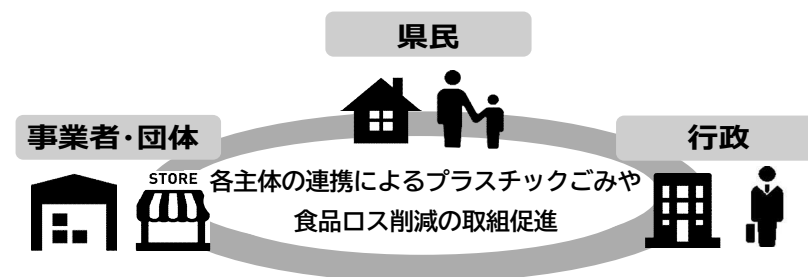 県民
事業者・団体
行政
STORE
各主体の連携によるプラスチックごみや
食品ロス削減の取組促進